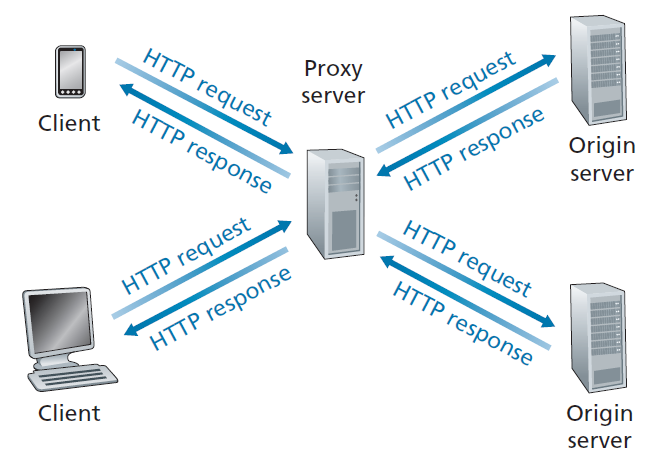 HTTP request
HTTP response
Client
Proxy
server
HTTP request
HTTP response
Origin
server
HTTP request
HTTP response
Client
HTTP request
HTTP response
Origin
server